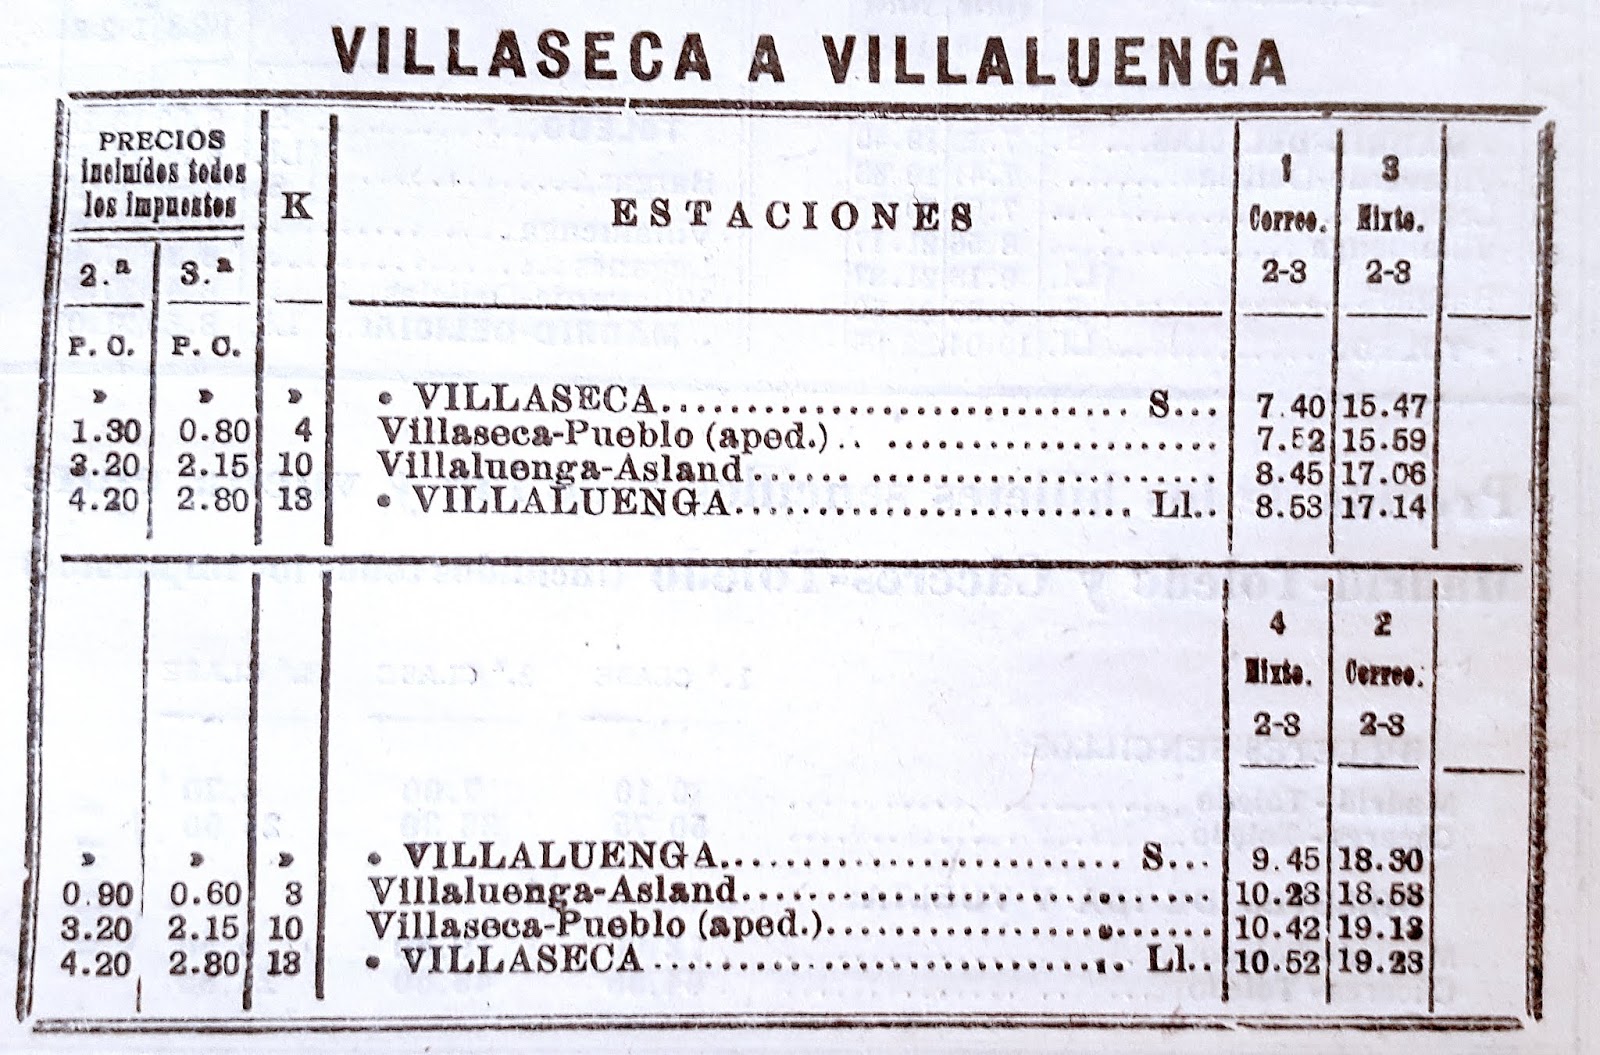 VILLASECA A VILLALUENGA
PRECIOS
incluídos todos
los impuestos
K
ESTACIONES
1 3
Correo. Mixto.
2.ª 3.ª
2-3 2-3
P. C. P. C.
» » » • VILLASECA............................. S... 7.40 15.47
1.30 0.80 4 Villaseca-Pueblo (aped.).. ..................... 7.52 15.59
3.20 2.15 10 Villaluenga-Asland..... ...................... 8.45 17.06
4.20 2.80 13 • VILLALUENGA......................... Ll.. 8.53 17.14
4 2
Mixto. Correo.
2-3 2-3
» » » • VILLALUENGA......................... S... 9.45 18.30
0.90 0.60 3 Villaluenga-Asland............................. 10.23 18.58
3.20 2.15 10 Villaseca-Pueblo (aped.)........................ 10.42 19.13
4.20 2.80 13 • VILLASECA ............................. Ll.. 10.52 19.23